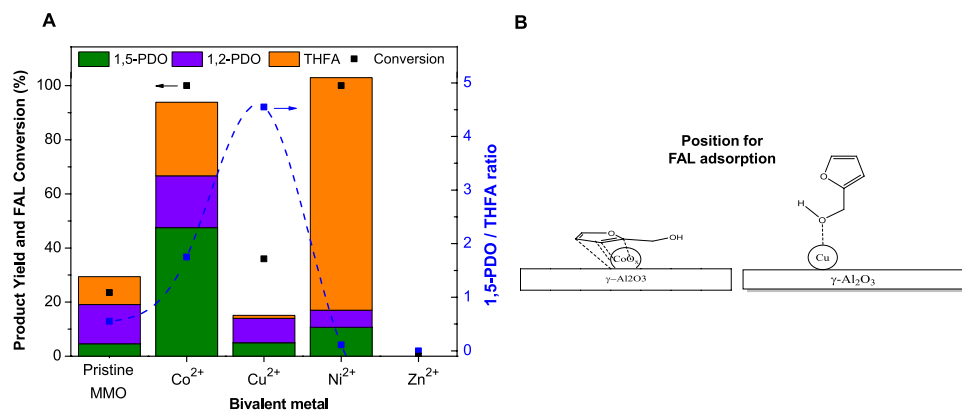 A
1,5-PDO 1,2-PDO THFA Conversion
Product Yield and FAL Conversion (%)
100
80
60
40
20
0
5
4
3
2
1
0
1,5-PDO / THFA ratio
Pristine
MMO
Co²⁺
Cu²⁺
Ni²⁺
Zn²⁺
Bivalent metal
B
Position for
FAL adsorption
O
OH
CoOₓ
γ-Al2O3
O
H
O
Cu
γ-Al₂O₃